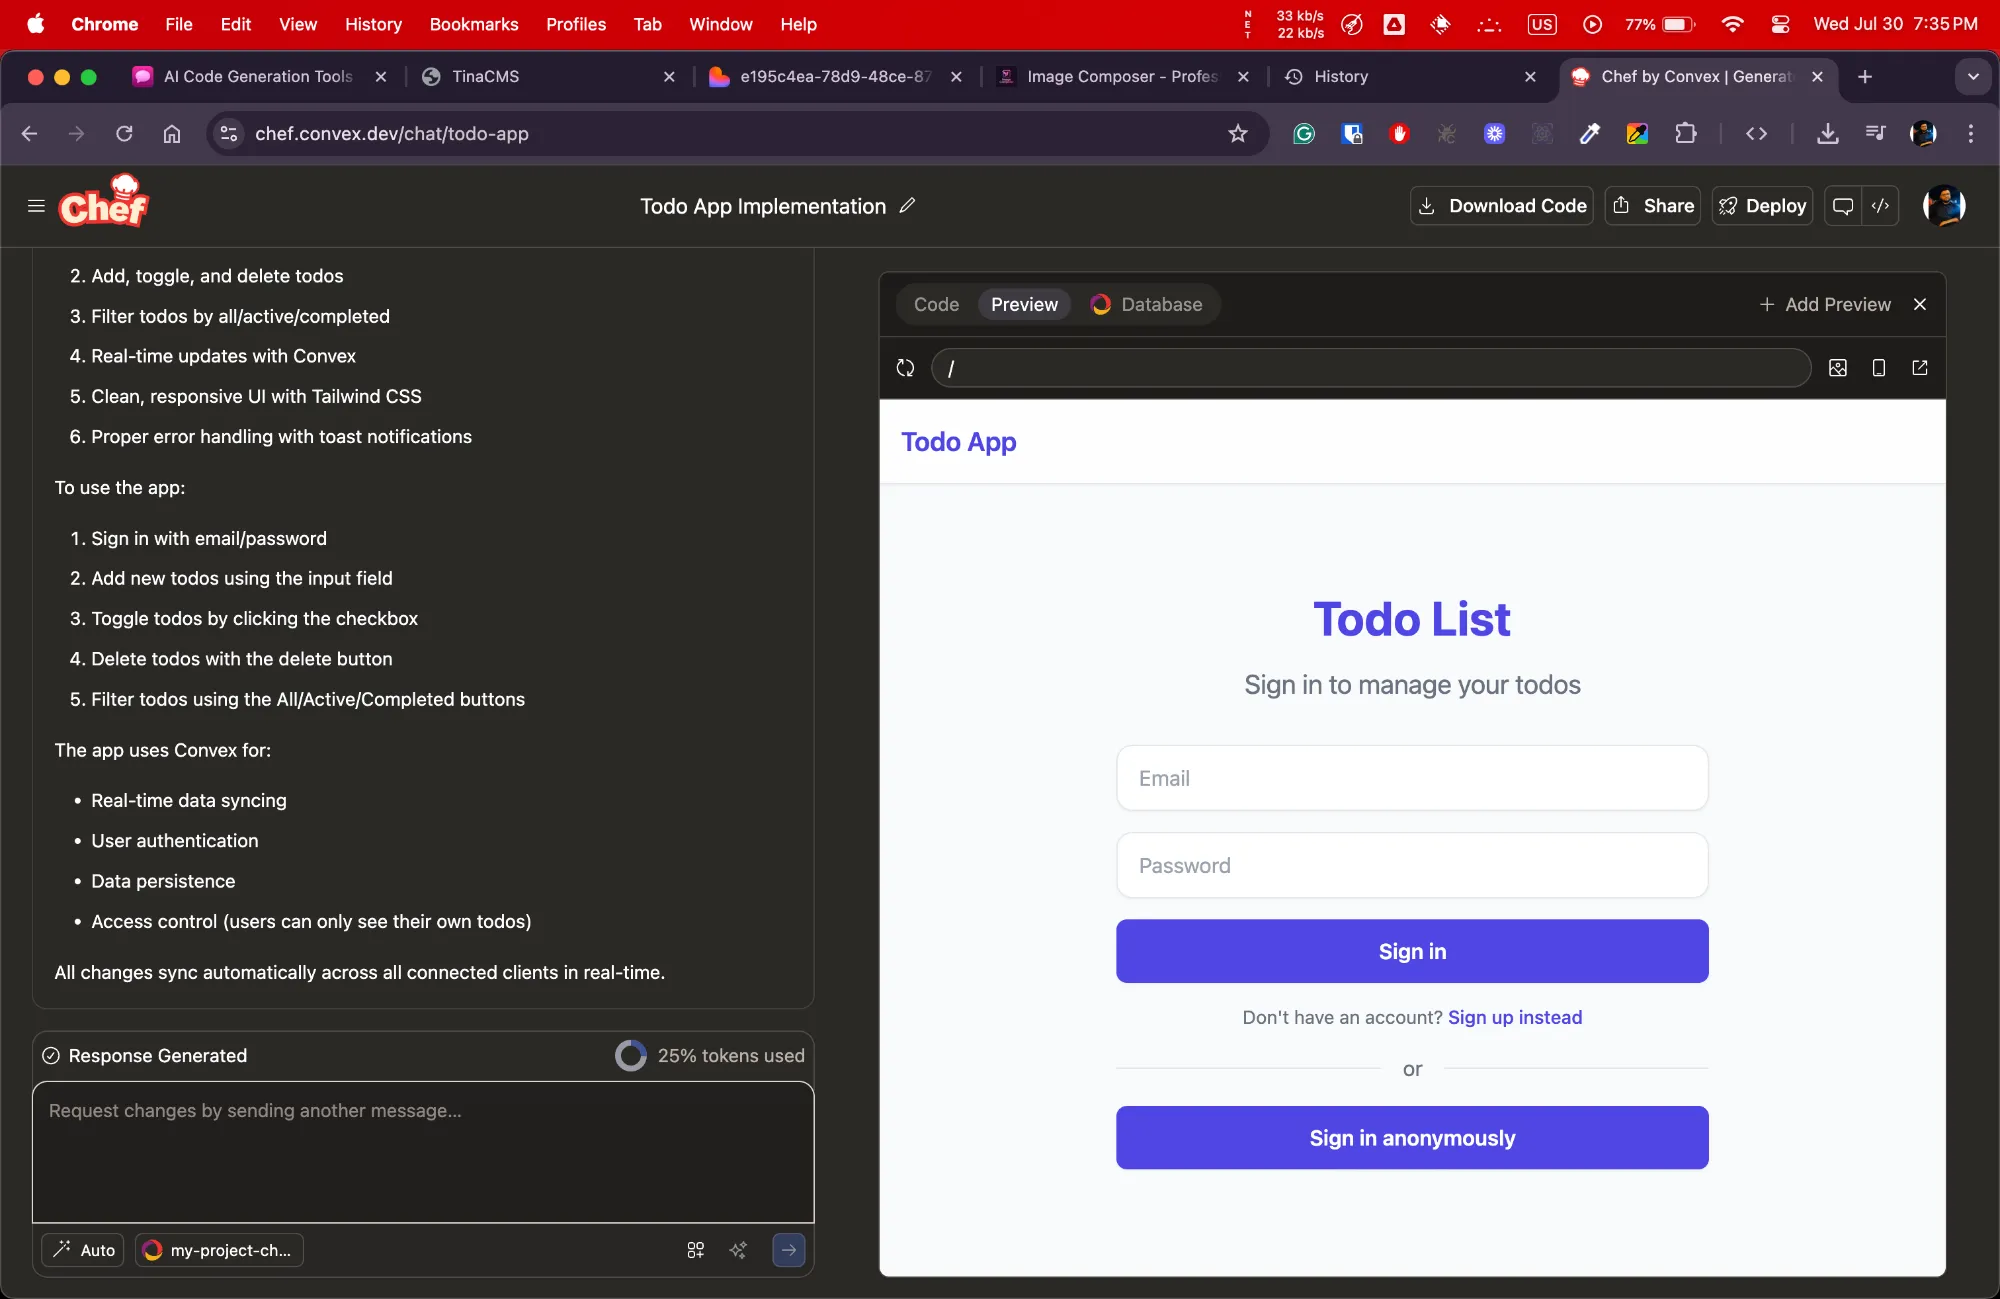 Chrome File Edit View History Bookmarks Profiles Tab Window Help NET 33 kb/s 22 kb/s US 77% Wed Jul 30 7:35 PM
AI Code Generation Tools TinaCMS e195c4ea-78d9-48ce-87 Image Composer - Profes History Chef by Convex | Generat
chef.convex.dev/chat/todo-app
Chef Todo App Implementation Download Code Share Deploy
2. Add, toggle, and delete todos
3. Filter todos by all/active/completed
4. Real-time updates with Convex
5. Clean, responsive UI with Tailwind CSS
6. Proper error handling with toast notifications
To use the app:
1. Sign in with email/password
2. Add new todos using the input field
3. Toggle todos by clicking the checkbox
4. Delete todos with the delete button
5. Filter todos using the All/Active/Completed buttons
The app uses Convex for:
• Real-time data syncing
• User authentication
• Data persistence
• Access control (users can only see their own todos)
All changes sync automatically across all connected clients in real-time.
Response Generated 25% tokens used
Request changes by sending another message...
Auto my-project-ch...
Code Preview Database + Add Preview
/
Todo App
Todo List
Sign in to manage your todos
Email
Password
Sign in
Don't have an account? Sign up instead
or
Sign in anonymously